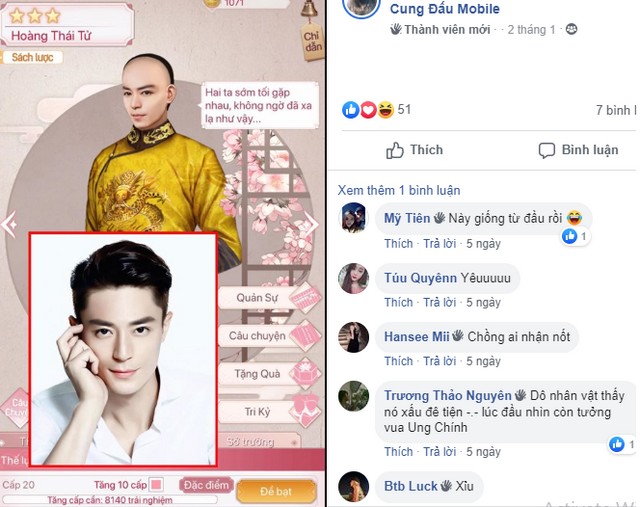 1071
Hoàng Thái Tử
Sách lược
Chỉ
dẫn
Hai ta sớm tối gặp
nhau, không ngờ đã xa
lạ như vậy...
Quân Sự
Câu chuyện
Tặng Quà
Tri Kỷ
Câu
Chuyện
Sở trường
Thế lự
Cấp 20
Tăng 10 cấp
Đặc điểm
Đề bạt
Tăng cấp cần: 8140 trải nghiệm
Cung Đấu Mobile
Thành viên mới · · 2 tháng 1 ·
51
7 bình l
Thích
Bình luận
Xem thêm 1 bình luận
Mỹ Tiên Này giống từ đầu rồi
1
Thích · Trả lời · 5 ngày
Túu Quyênn Yêuuuuu
Thích · Trả lời · 5 ngày
Hansee Mii Chồng ai nhận nốt
Thích · Trả lời · 5 ngày
Trương Thảo Nguyên Dô nhân vật thấy
nó xấu đê tiện -.- lúc đầu nhìn còn tưởng
vua Ung Chính
1
Thích · Trả lời · 5 ngày
Btb Luck Xỉu